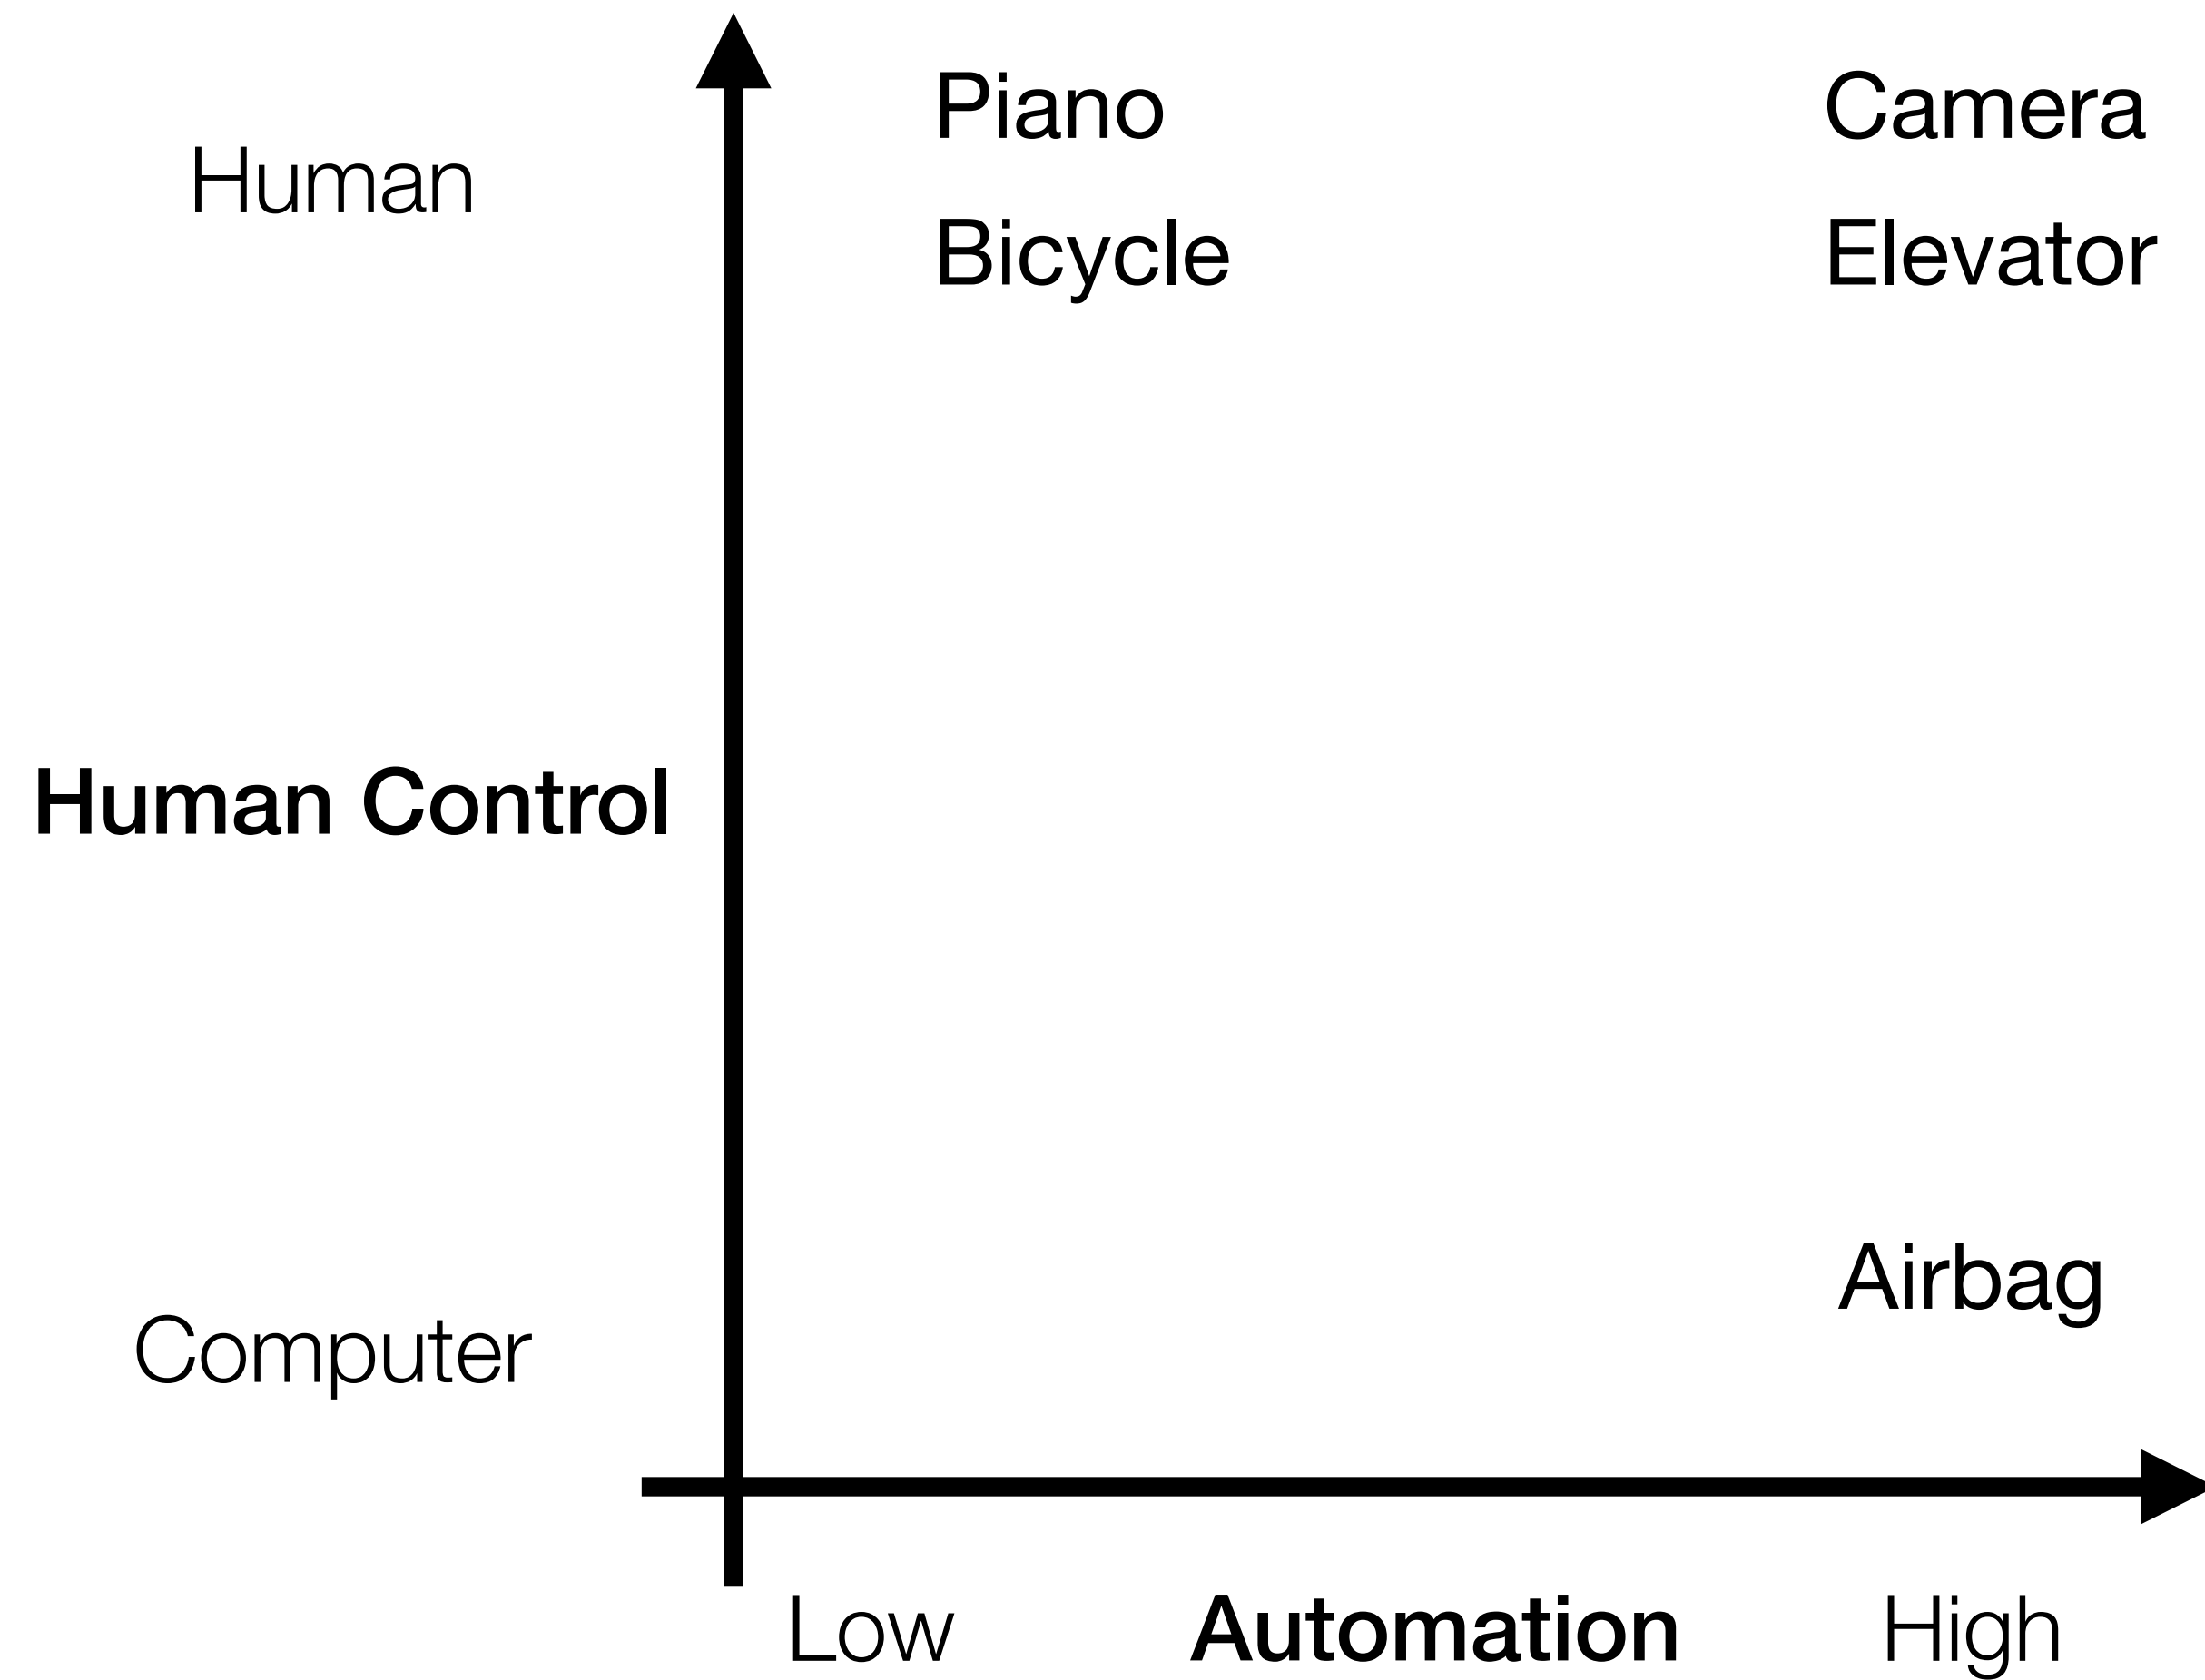 Piano
Camera
Human
Bicycle
Elevator
Human Control
Airbag
Computer
Low
Automation
High